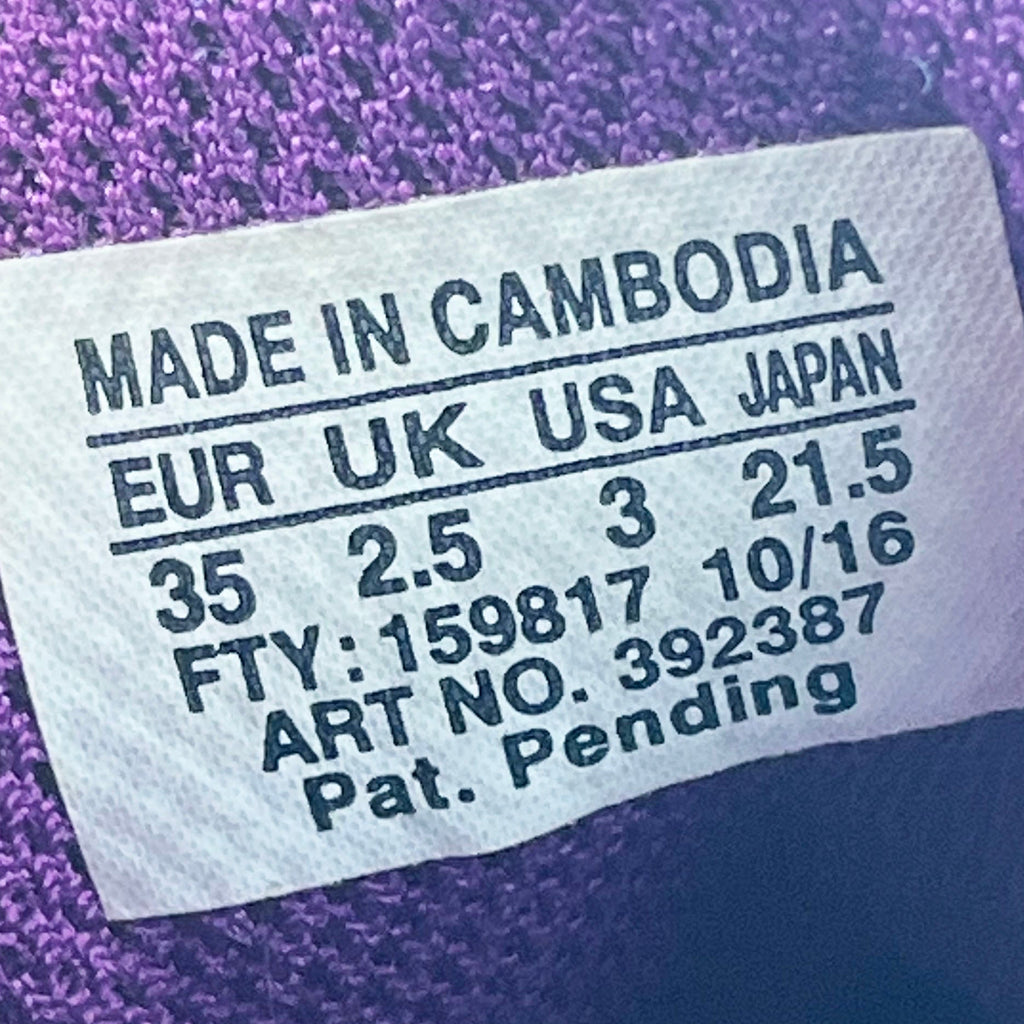 MADE IN CAMBODIA
EUR UK USA JAPAN
35 2.5 3 21.5
FTY: 159817 10/16
ART NO. 392387
Pat. Pending